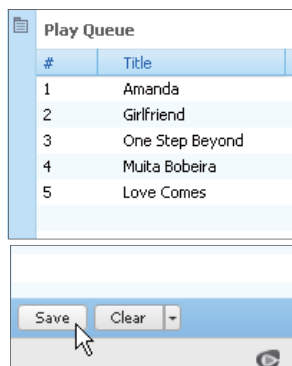 Play Queue
# Title
1 Amanda
2 Girlfriend
3 One Step Beyond
4 Muita Bobeira
5 Love Comes
Save Clear